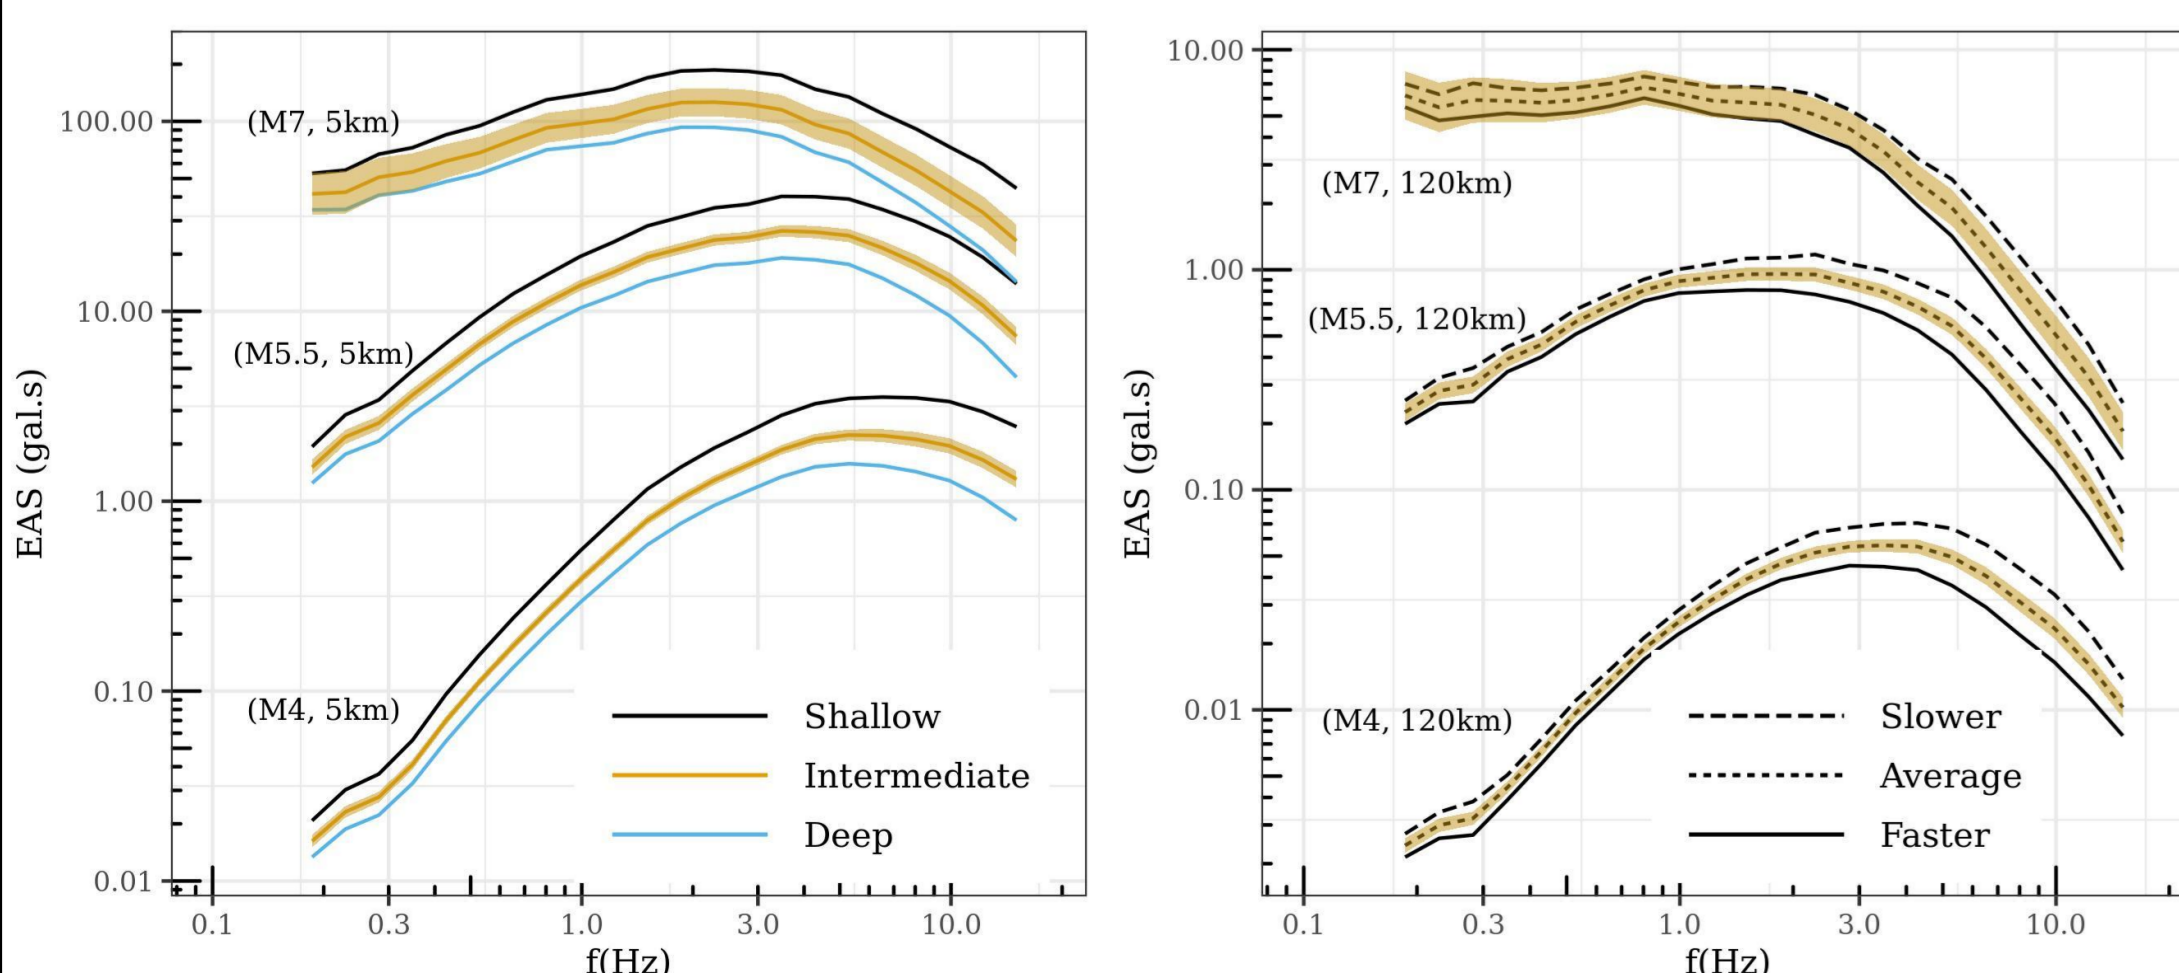 (M7, 5km)
(M5.5, 5km)
(M4, 5km)
100.00
10.00
1.00
0.10
0.01
EAS (gal.s)
0.1 0.3 1.0 3.0 10.0
f(Hz)
Shallow
Intermediate
Deep
(M7, 120km)
(M5.5, 120km)
(M4, 120km)
10.00
1.00
0.10
0.01
EAS (gal.s)
0.1 0.3 1.0 3.0 10.0
f(Hz)
Slower
Average
Faster